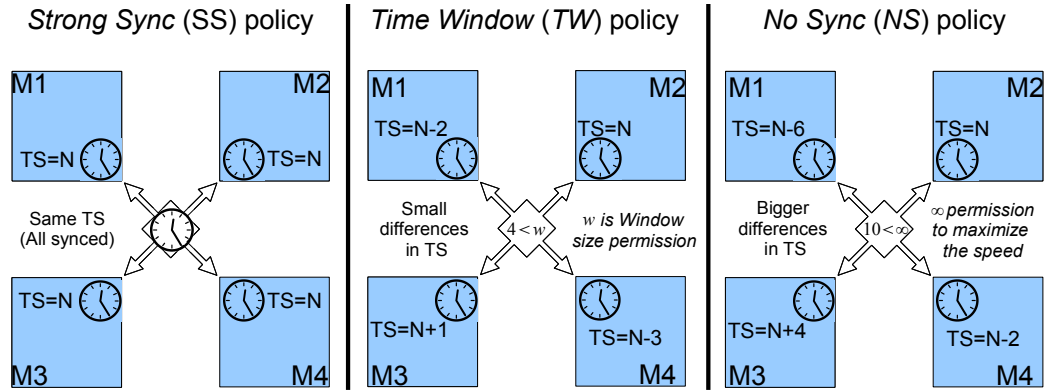 Strong Sync (SS) policy
M1
M2
TS=N
TS=N
Same TS
(All synced)
TS=N
TS=N
M3
M4
Time Window (TW) policy
M1
M2
TS=N-2
TS=N
Small
differences
in TS
4 < w
w is Window
size permission
TS=N+1
TS=N-3
M3
M4
No Sync (NS) policy
M1
M2
TS=N-6
TS=N
Bigger
differences
in TS
10 < ∞
∞ permission
to maximize
the speed
TS=N+4
TS=N-2
M3
M4